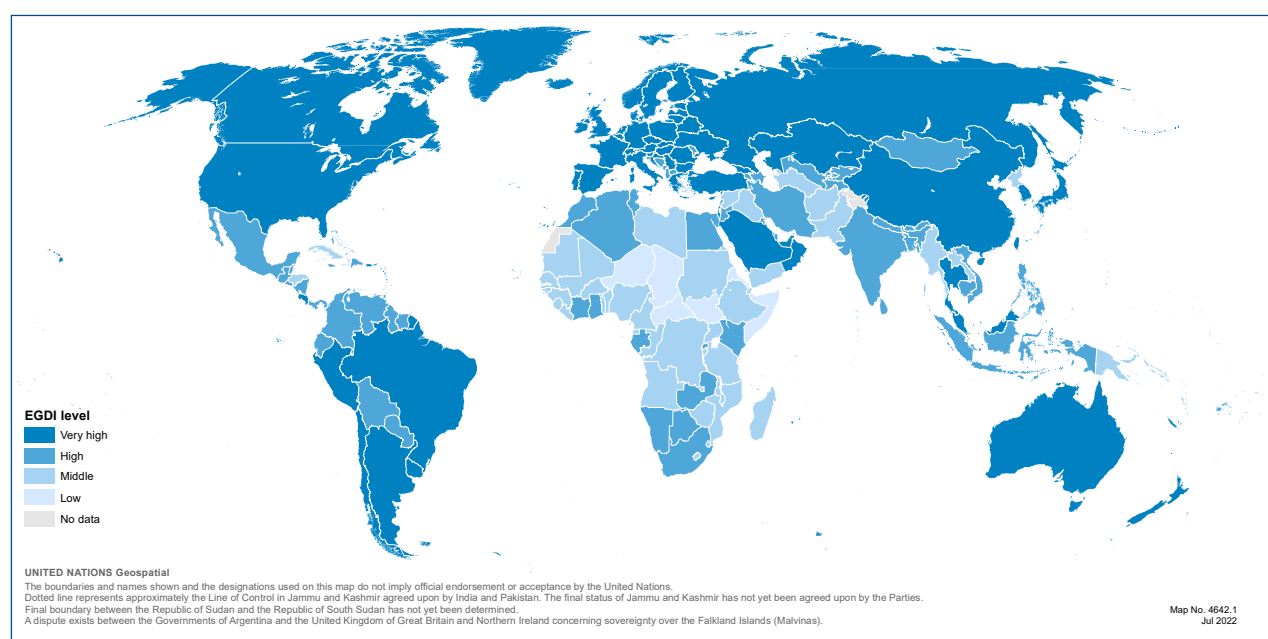 EGDI level
Very high
High
Middle
Low
No data
UNITED NATIONS Geospatial
The boundaries and names shown and the designations used on this map do not imply official endorsement or acceptance by the United Nations.
Dotted line represents approximately the Line of Control in Jammu and Kashmir agreed upon by India and Pakistan. The final status of Jammu and Kashmir has not yet been agreed upon by the Parties.
Final boundary between the Republic of Sudan and the Republic of South Sudan has not yet been determined.
A dispute exists between the Governments of Argentina and the United Kingdom of Great Britain and Northern Ireland concerning sovereignty over the Falkland Islands (Malvinas).
Map No. 4642.1
Jul 2022